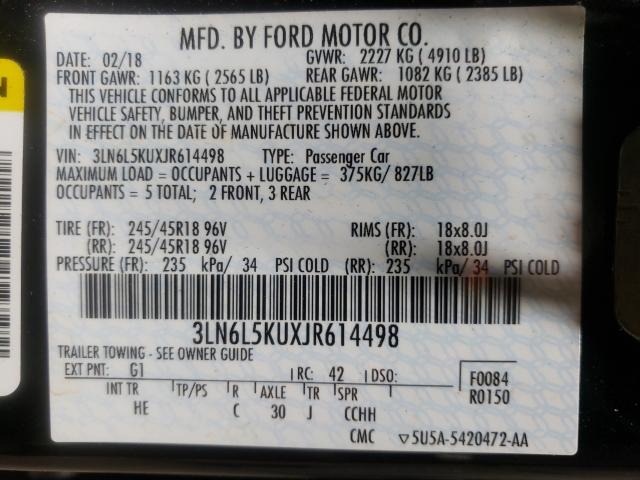 MFD. BY FORD MOTOR CO.
DATE: 02/18 GVWR: 2227 KG ( 4910 LB)
FRONT GAWR: 1163 KG ( 2565 LB) REAR GAWR: 1082 KG ( 2385 LB)
THIS VEHICLE CONFORMS TO ALL APPLICABLE FEDERAL MOTOR
VEHICLE SAFETY, BUMPER, AND THEFT PREVENTION STANDARDS
IN EFFECT ON THE DATE OF MANUFACTURE SHOWN ABOVE.
VIN: 3LN6L5KUXJR614498 TYPE: Passenger Car
MAXIMUM LOAD = OCCUPANTS + LUGGAGE = 375KG/ 827LB
OCCUPANTS = 5 TOTAL; 2 FRONT, 3 REAR
TIRE (FR): 245/45R18 96V RIMS (FR): 18x8.0J
(RR): 245/45R18 96V (RR): 18x8.0J
PRESSURE (FR): 235 kPa/ 34 PSI COLD (RR): 235 kPa/ 34 PSI COLD
3LN6L5KUXJR614498
TRAILER TOWING - SEE OWNER GUIDE
EXT PNT: G1 RC: 42 DSO: F0084
INT TR TP/PS R AXLE TR SPR R0150
HE C 30 J CCHH
CMC ▽5U5A-5420472-AA